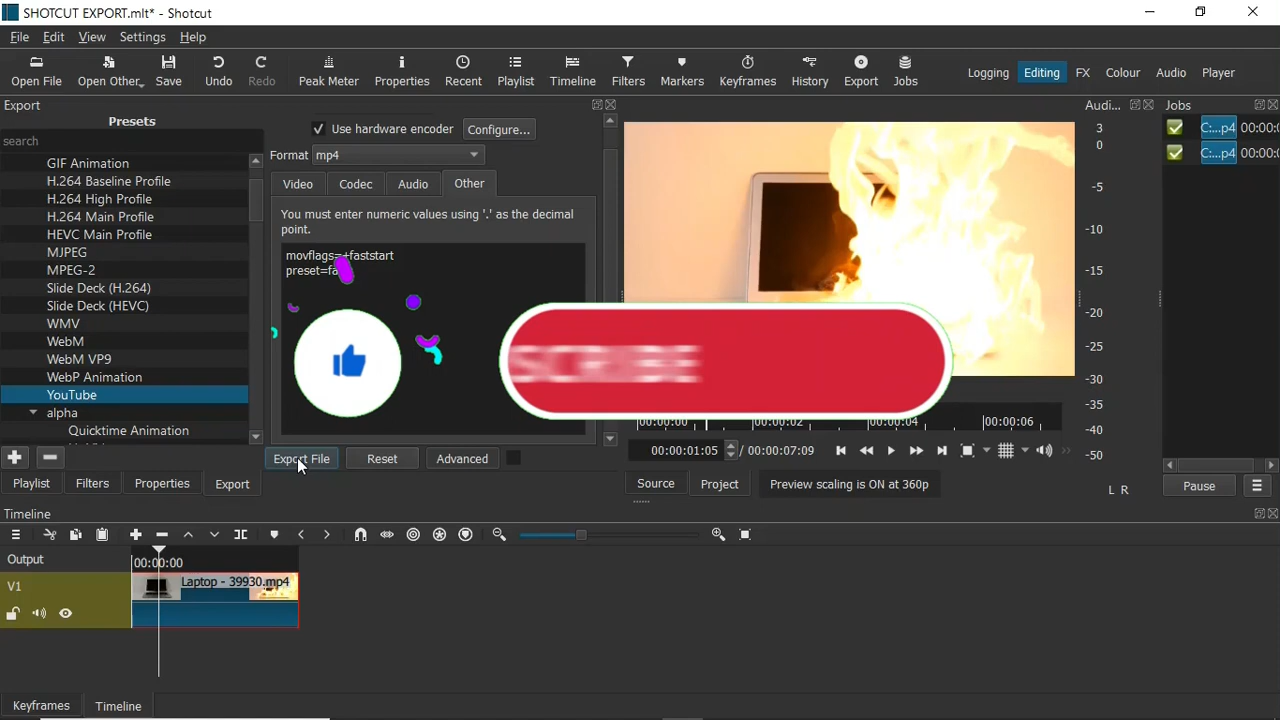 SHOTCUT EXPORT.mlt* - Shotcut
File Edit View Settings Help
Open File Open Other... Save Undo Redo Peak Meter Properties Recent Playlist Timeline Filters Markers Keyframes History Export Jobs Logging Editing FX Colour Audio Player
Export
Audi...
Jobs
Presets
search
GIF Animation
H.264 Baseline Profile
H.264 High Profile
H.264 Main Profile
HEVC Main Profile
MJPEG
MPEG-2
Slide Deck (H.264)
Slide Deck (HEVC)
WMV
WebM
WebM VP9
WebP Animation
YouTube
alpha
Quicktime Animation
Use hardware encoder Configure...
Format mp4
Video Codec Audio Other
You must enter numeric values using '.' as the decimal
point.
movflags=+faststart
Export File Reset Advanced
Playlist Filters Properties Export
00:00:00 00:00:02 00:00:04 00:00:06
00:00:01:05 / 00:00:07:09
Source Project Preview scaling is ON at 360p
3
0
-5
-10
-15
-20
-25
-30
-35
-40
-50
L R
C:...p4 00:00:0
C:...p4 00:00:0
Pause
Timeline
Output 00:00:00
V1 Laptop - 39930.mp4
Keyframes Timeline